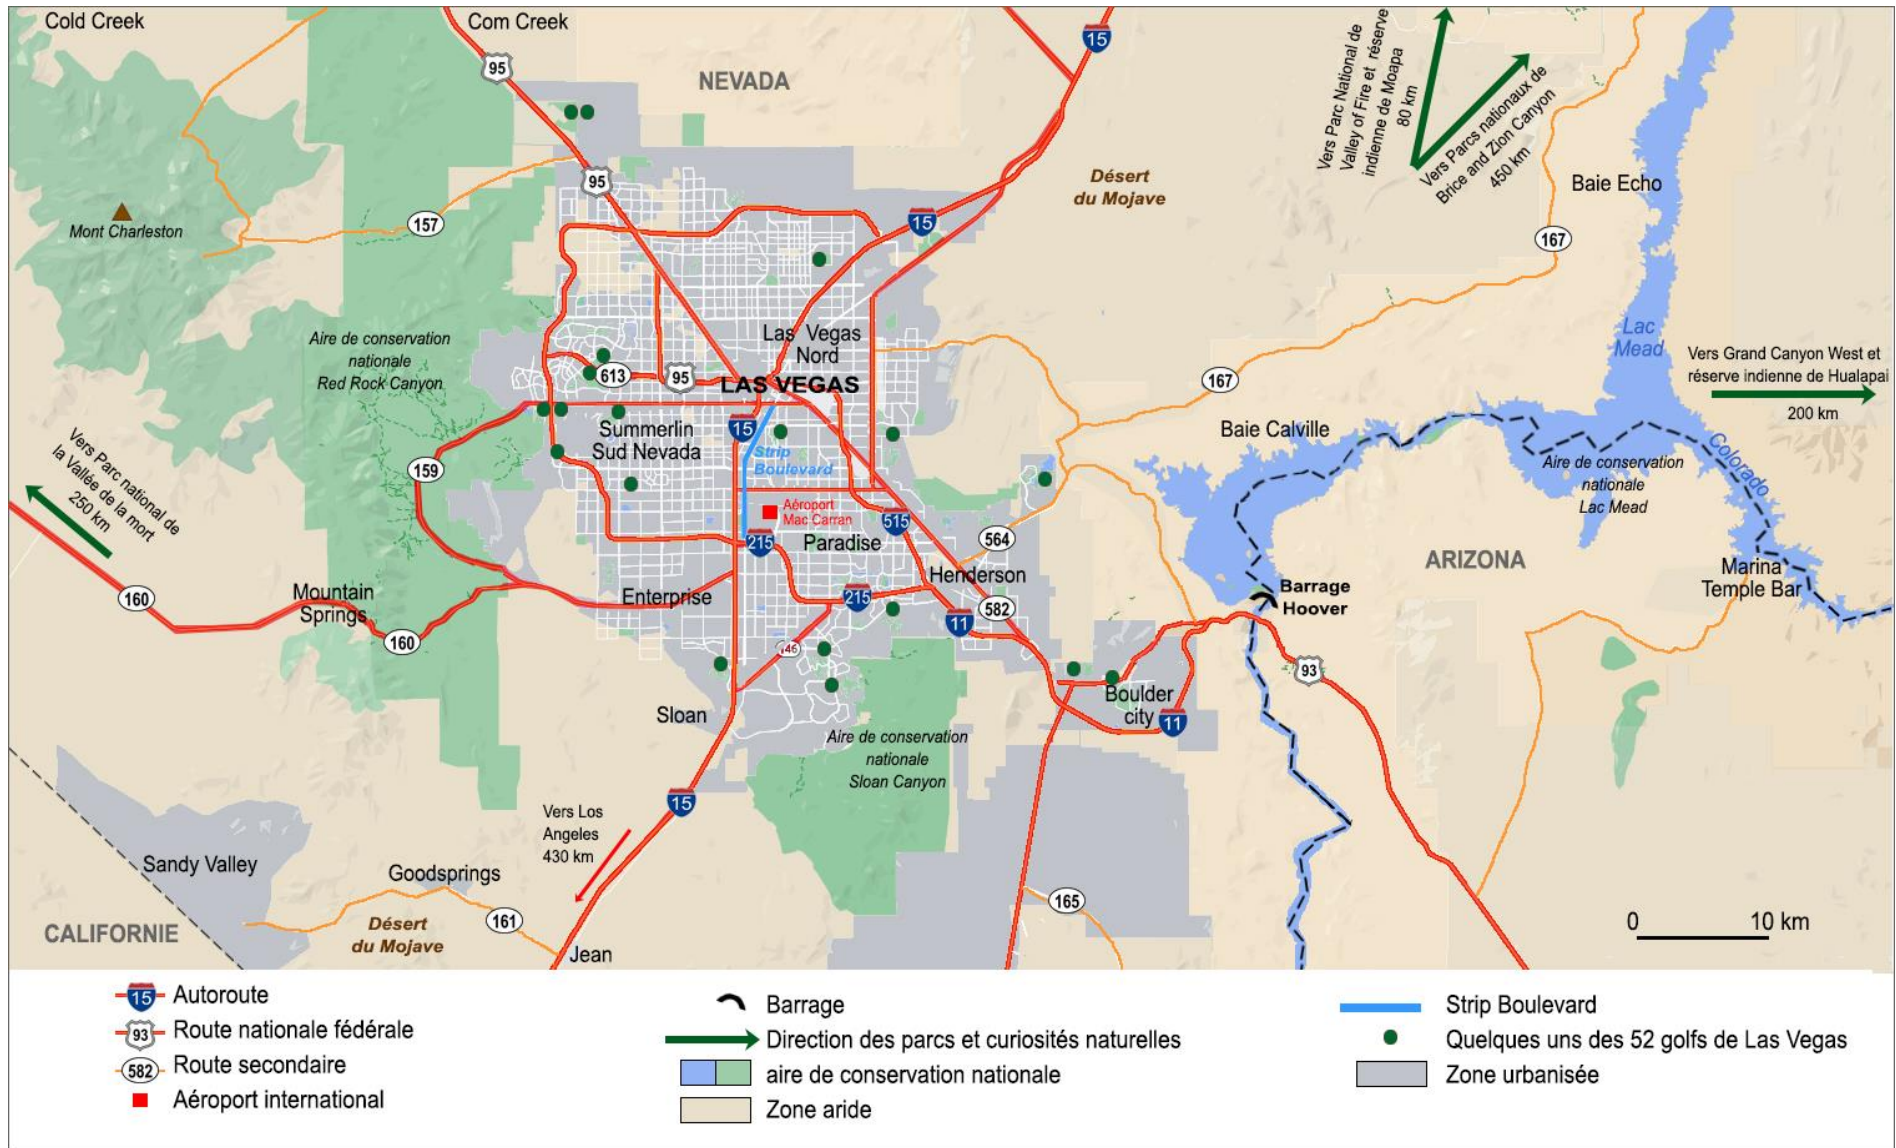 Cold Creek
Com Creek
95
NEVADA
15
Vers Parc National de
Valley of Fire et réserve
indienne de Moapa
80 km
Vers Parcs nationaux de
Brice and Zion Canyon
450 km
Désert
du Mojave
Baie Echo
95
157
Mont Charleston
15
167
Aire de conservation
nationale
Red Rock Canyon
Las Vegas
Nord
Lac
Mead
Vers Grand Canyon West et
réserve indienne de Hualapai
200 km
613
95
LAS VEGAS
167
Summerlin
Sud Nevada
15
Strip
Boulevard
Baie Calville
Colorado
Aire de conservation
nationale
Lac Mead
Vers Parc national de
la Vallée de la mort
250 km
159
Aéroport
Mac Carran
515
215
Paradise
564
ARIZONA
Marina
Temple Bar
160
Mountain
Springs
160
Enterprise
215
Henderson
582
11
Barrage
Hoover
146
93
Sloan
Boulder
city
11
Aire de conservation
nationale
Sloan Canyon
15
Vers Los
Angeles
430 km
Sandy Valley
Goodsprings
161
Désert
du Mojave
CALIFORNIE
Jean
165
0 10 km
15 Autoroute
93 Route nationale fédérale
582 Route secondaire
Aéroport international
Barrage
Direction des parcs et curiosités naturelles
aire de conservation nationale
Zone aride
Strip Boulevard
Quelques uns des 52 golfs de Las Vegas
Zone urbanisée